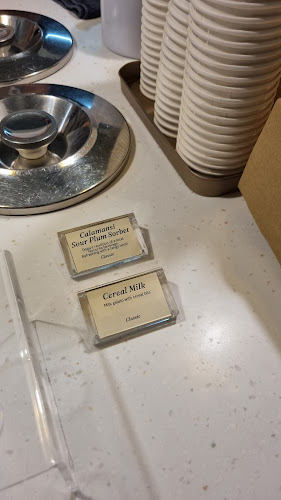 Calamansi
Sour Plum Sorbet
Classic
Cereal Milk
Milk gelato with cereal bits
Classic